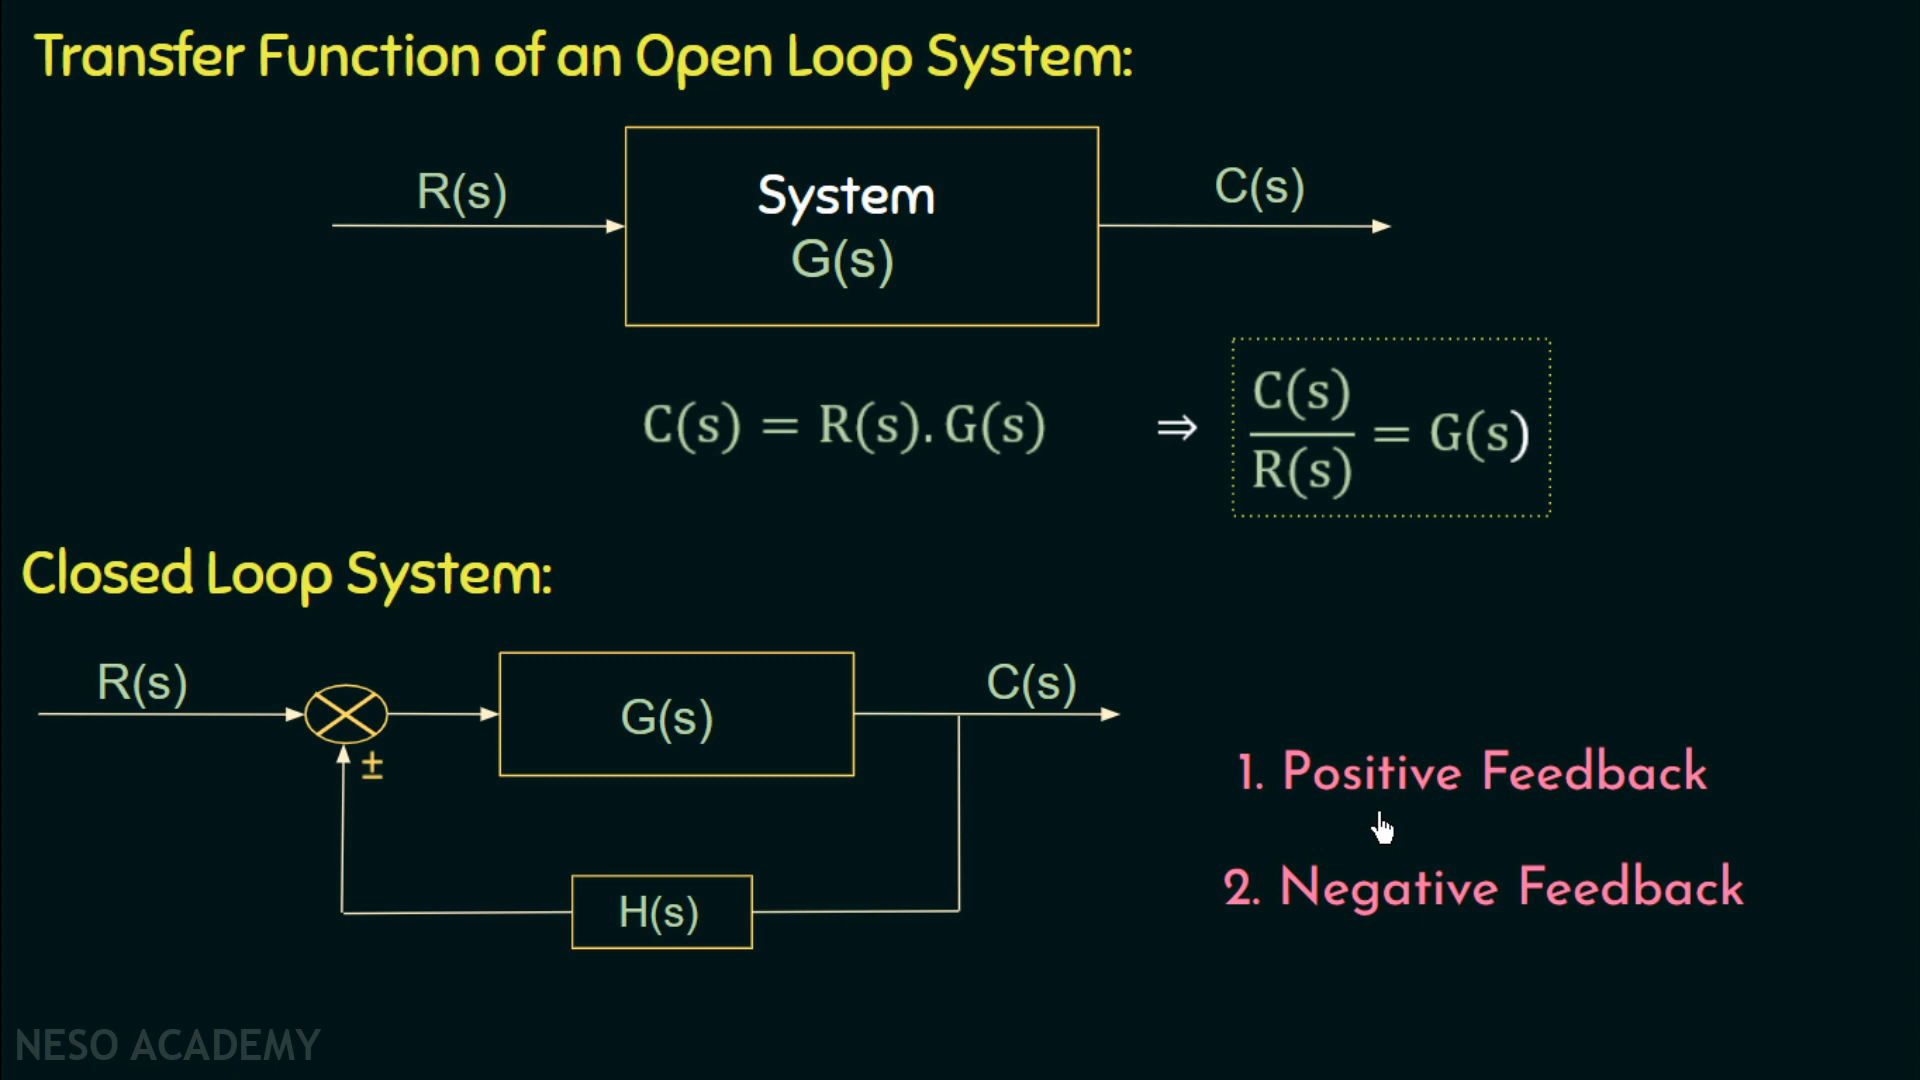 Transfer Function of an Open Loop System:
R(s)
System
G(s)
C(s)
C(s) = R(s). G(s) ⇒ C(s)/R(s) = G(s)
Closed Loop System:
R(s)
±
G(s)
C(s)
H(s)
1. Positive Feedback
2. Negative Feedback
NESO ACADEMY